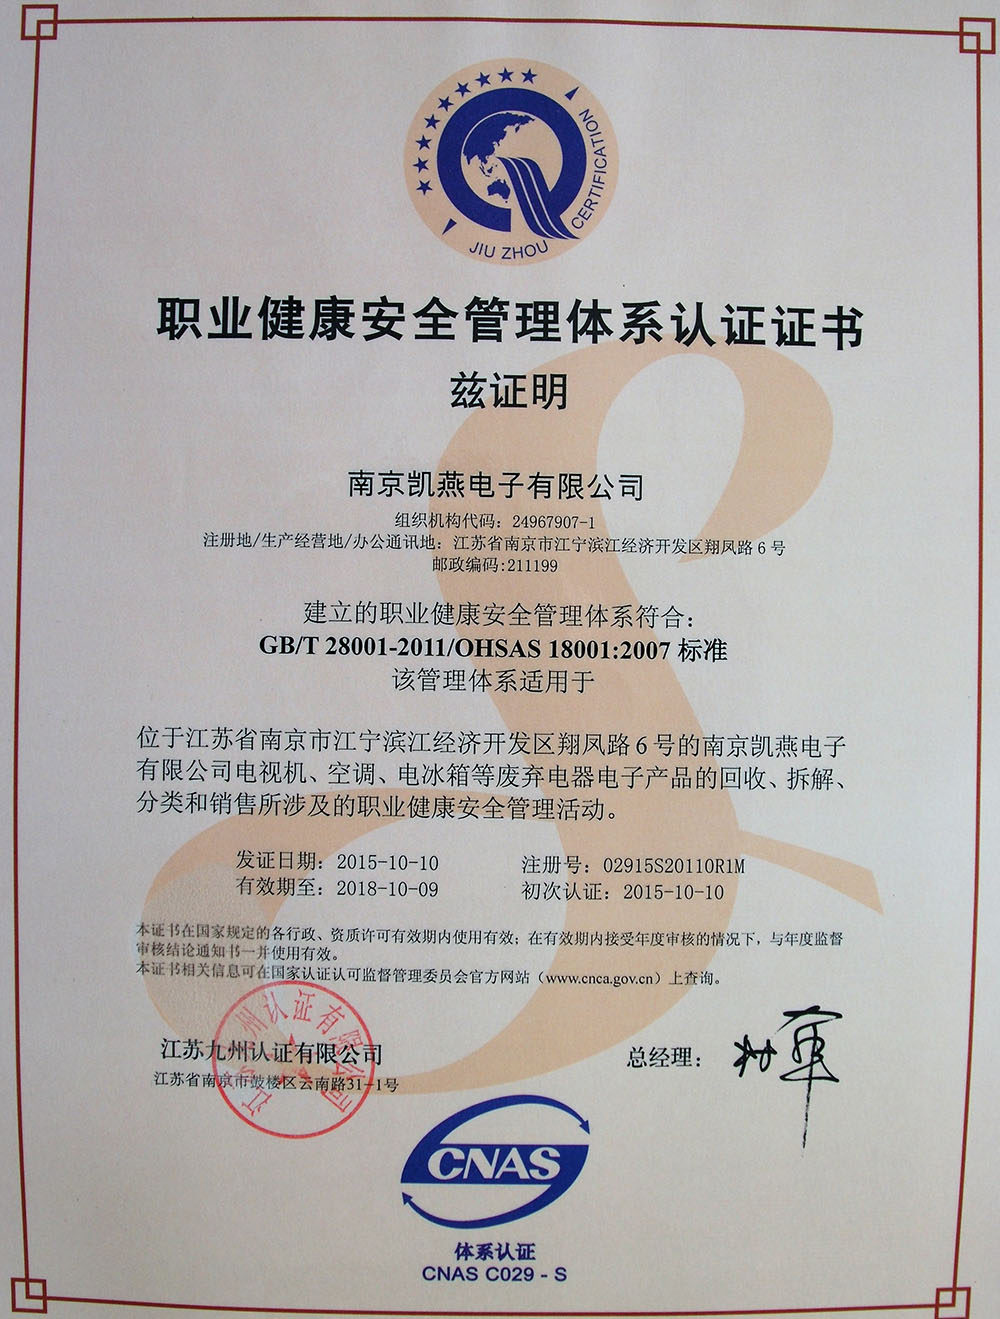 JIU ZHOU CERTIFICATION
职业健康安全管理体系认证证书
兹证明
南京凯燕电子有限公司
组织机构代码：24967907-1
注册地/生产经营地/办公通讯地：江苏省南京市江宁滨江经济开发区翔凤路6号
邮政编码:211199
建立的职业健康安全管理体系符合：
GB/T 28001-2011/OHSAS 18001:2007 标准
该管理体系适用于
位于江苏省南京市江宁滨江经济开发区翔凤路6号的南京凯燕电子
有限公司电视机、空调、电冰箱等废弃电器电子产品的回收、拆解、
分类和销售所涉及的职业健康安全管理活动。
发证日期：2015-10-10 注册号：02915S20110R1M
有效期至：2018-10-09 初次认证：2015-10-10
本证书在国家规定的各行政、资质许可有效期内使用有效；在有效期内接受年度审核的情况下，与年度监督
审核结论通知书一并使用有效。
本证书相关信息可在国家认证认可监督管理委员会官方网站（www.cnca.gov.cn）上查询。
江苏九州认证有限公司
江苏九州认证有限公司 总经理：
江苏省南京市鼓楼区云南路31-1号
CNAS
体系认证
CNAS C029 - S